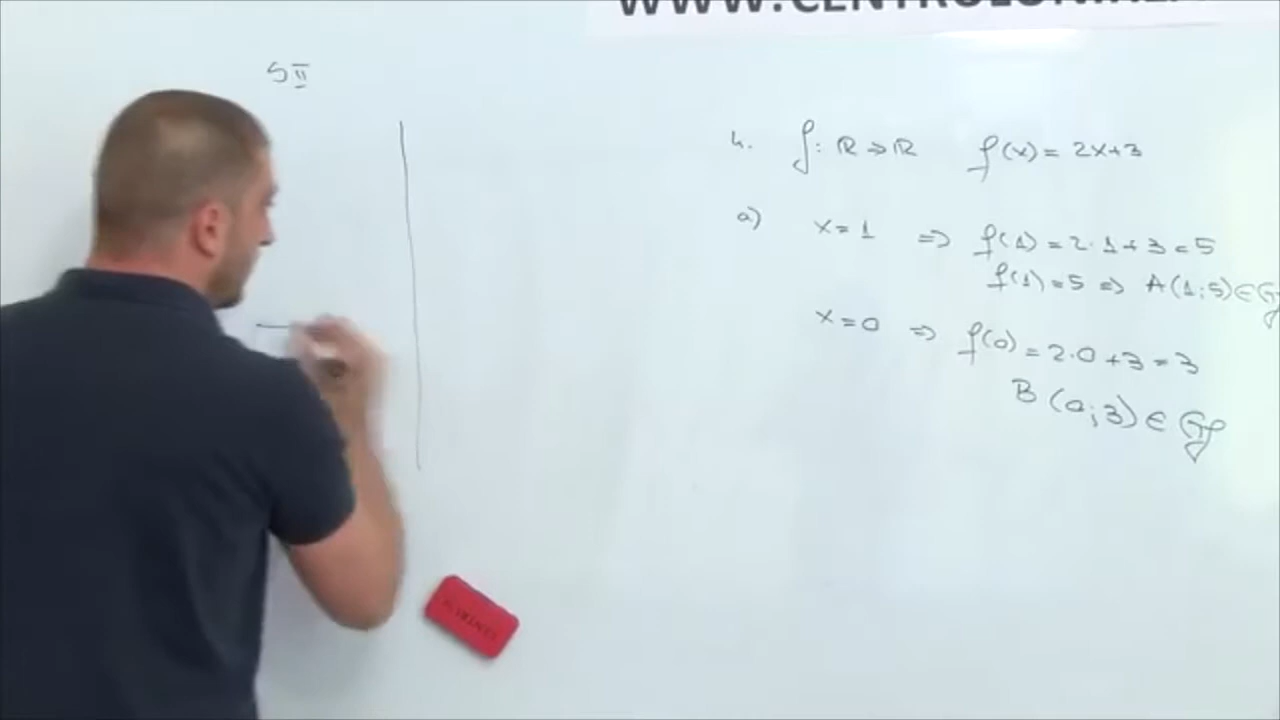 S II
4. f: ℝ → ℝ f(x) = 2x+3
a) x=1 => f(1) = 2·1+3=5
f(1)=5 => A(1;5)∈Gf
x=0 => f(0)=2·0+3=3
B(0;3)∈Gf